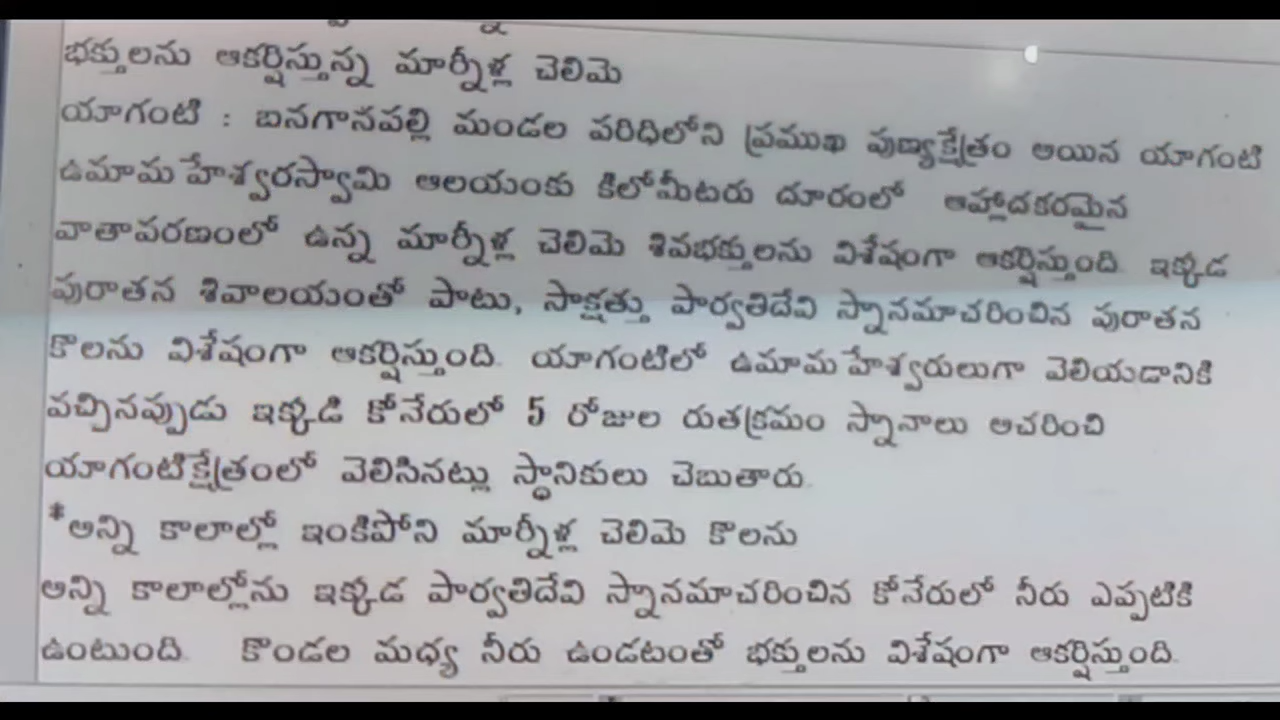 భక్తులను ఆకర్షిస్తున్న మార్నీళ్ల చెలిమె
యాగంటి : బనగానపల్లి మండల పరిధిలోని ప్రముఖ పుణ్యక్షేత్రం అయిన యాగంటి
ఉమామహేశ్వరస్వామి ఆలయంకు కిలోమీటరు దూరంలో ఆహ్లాదకరమైన
వాతావరణంలో ఉన్న మార్నీళ్ల చెలిమె శివభక్తులను విశేషంగా ఆకర్షిస్తుంది. ఇక్కడ
పురాతన శివాలయంతో పాటు, సాక్షత్తు పార్వతిదేవి స్నానమాచరించిన పురాతన
కొలను విశేషంగా ఆకర్షిస్తుంది. యాగంటిలో ఉమామహేశ్వరులుగా వెలియడానికి
వచ్చినప్పుడు ఇక్కడి కోనేరులో 5 రోజుల రుతక్రమం స్నానాలు అచరించి
యాగంటిక్షేత్రంలో వెలిసినట్లు స్థానికులు చెబుతారు.
*అన్ని కాలాల్లో ఇంకిపోని మార్నీళ్ల చెలిమె కొలను
అన్ని కాలాల్లోను ఇక్కడ పార్వతిదేవి స్నానమాచరించిన కోనేరులో నీరు ఎప్పటికి
ఉంటుంది. కొండల మధ్య నీరు ఉండటంతో భక్తులను విశేషంగా ఆకర్షిస్తుంది.